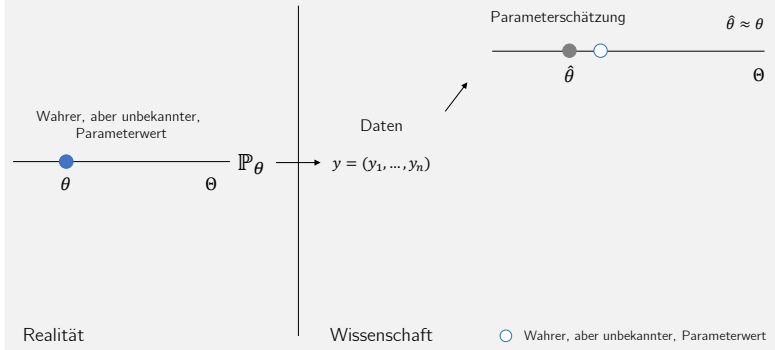 Parameterschätzung
θ̂ ≈ θ
θ̂
Θ
Wahrer, aber unbekannter,
Parameterwert
θ
Θ
ℙ_θ
Daten
y = (y₁, ... , yₙ)
Realität
Wissenschaft
Wahrer, aber unbekannter, Parameterwert